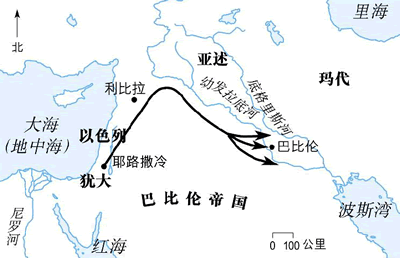 北
里海
亚述
玛代
底格里斯河
幼发拉底河
利比拉
大海
(地中海)
以色列
巴比伦
耶路撒冷
犹大
巴比伦帝国
波斯湾
尼罗河
红海
0 100 公里